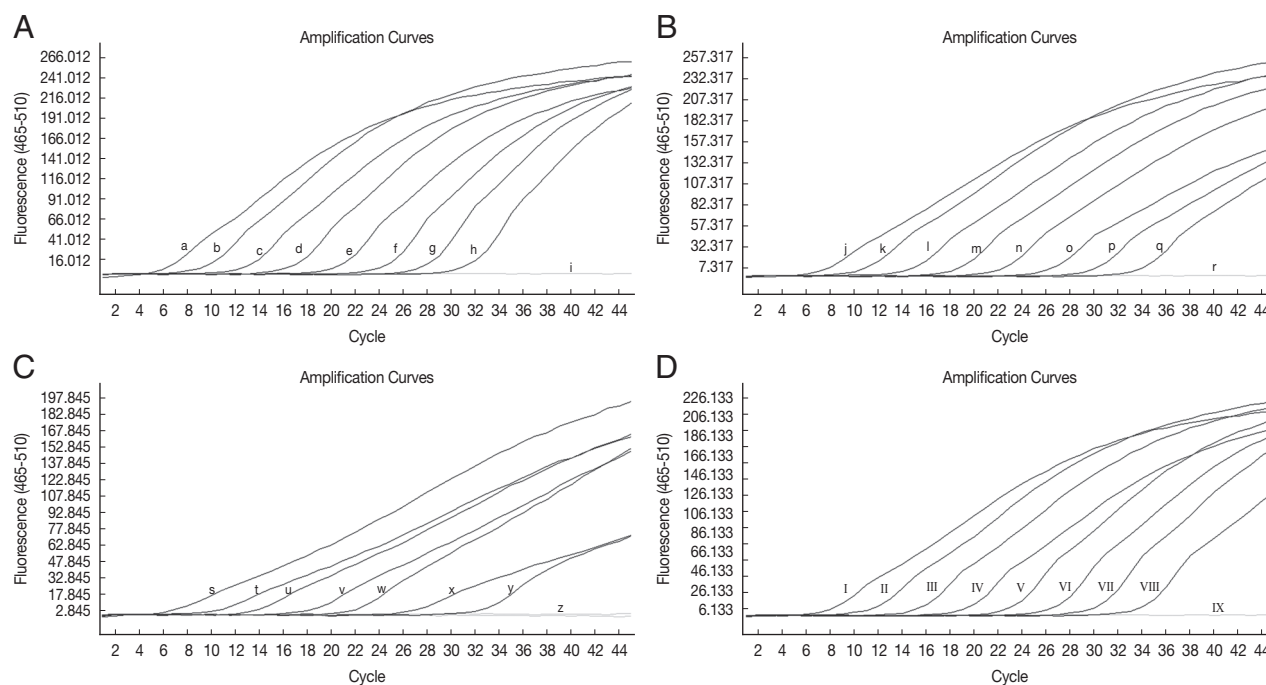 A
Amplification Curves
Fluorescence (465-510)
266.012
241.012
216.012
191.012
166.012
141.012
116.012
91.012
66.012
41.012
16.012
a b c d e f g h i
2 4 6 8 10 12 14 16 18 20 22 24 26 28 30 32 34 36 38 40 42 44
Cycle
B
Amplification Curves
Fluorescence (465-510)
257.317
232.317
207.317
182.317
157.317
132.317
107.317
82.317
57.317
32.317
7.317
j k l m n o p q r
2 4 6 8 10 12 14 16 18 20 22 24 26 28 30 32 34 36 38 40 42 44
Cycle
C
Amplification Curves
Fluorescence (465-510)
197.845
182.845
167.845
152.845
137.845
122.845
107.845
92.845
77.845
62.845
47.845
32.845
17.845
2.845
s t u v w x y z
2 4 6 8 10 12 14 16 18 20 22 24 26 28 30 32 34 36 38 40 42 44
Cycle
D
Amplification Curves
Fluorescence (465-510)
226.133
206.133
186.133
166.133
146.133
126.133
106.133
86.133
66.133
46.133
26.133
6.133
I II III IV V VI VII VIII IX
2 4 6 8 10 12 14 16 18 20 22 24 26 28 30 32 34 36 38 40 42 44
Cycle